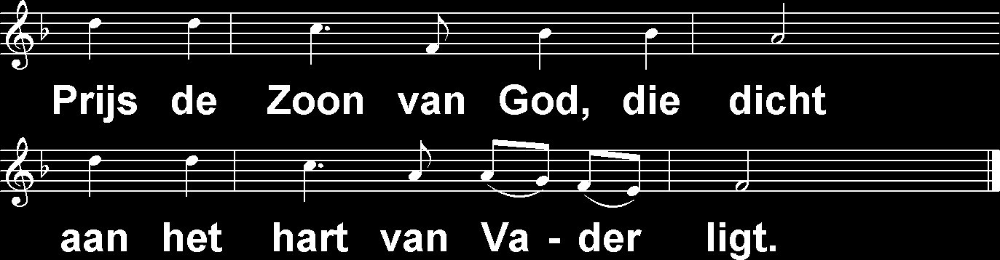 Prijs de Zoon van God, die dicht
aan het hart van Va - der ligt.